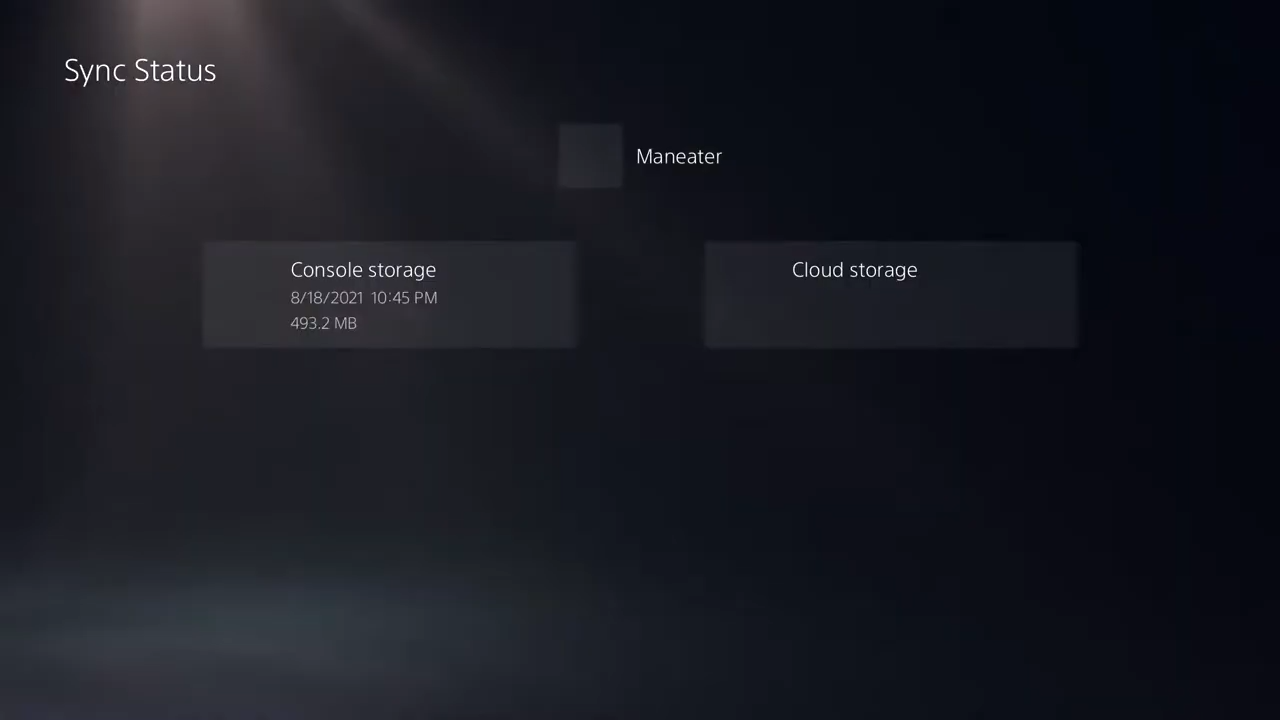 Sync Status
Maneater
Console storage
8/18/2021 10:45 PM
493.2 MB
Cloud storage